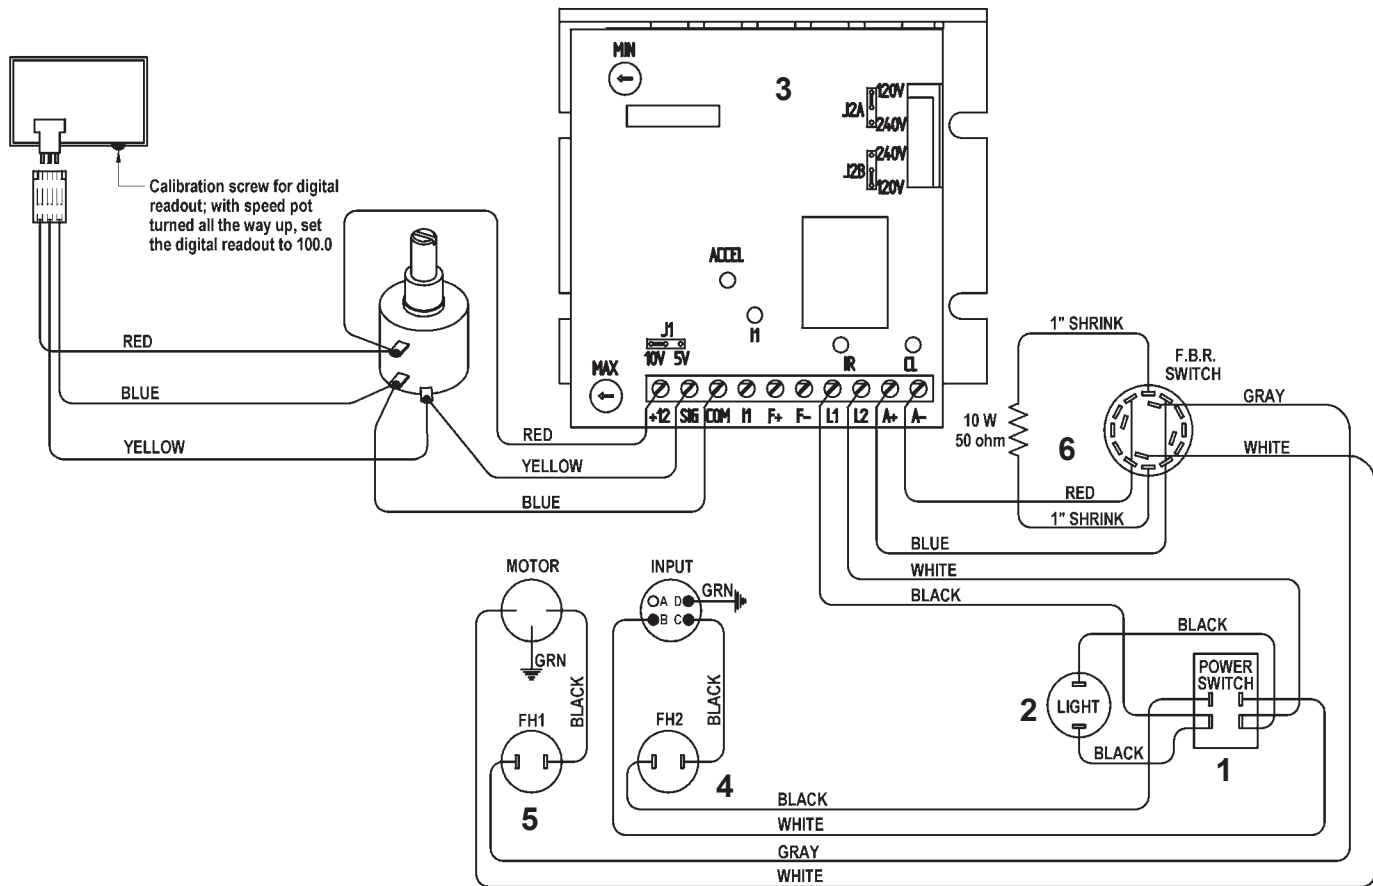 MIN
3
120V
J2A
240V
240V
J2B
120V
Calibration screw for digital
readout; with speed pot
turned all the way up, set
the digital readout to 100.0
ACCEL
I1
J1
10V 5V
IR
CL
MAX
+12 SIG COM I1 F+ F- L1 L2 A+ A-
RED
BLUE
YELLOW
RED
YELLOW
BLUE
1" SHRINK
F.B.R.
SWITCH
GRAY
10 W
50 ohm
6
WHITE
RED
1" SHRINK
BLUE
WHITE
BLACK
MOTOR
INPUT
A D
B C
GRN
GRN
BLACK
BLACK
BLACK
POWER
SWITCH
2
LIGHT
BLACK
1
FH1
FH2
5
4
BLACK
WHITE
GRAY
WHITE